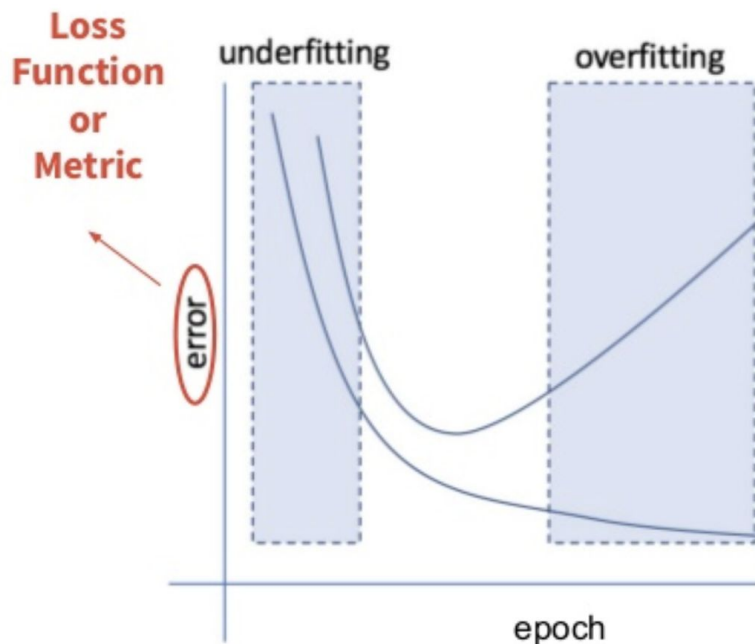 Loss
Function
or
Metric
underfitting
overfitting
error
epoch